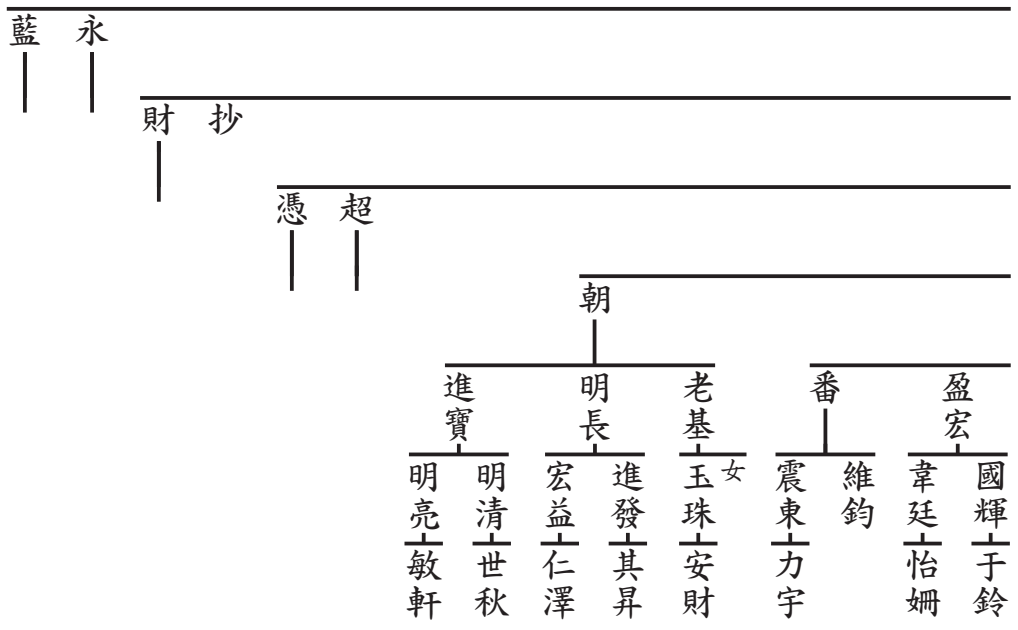 藍 永
財 抄
憑 超
朝
進寶 明長 老基 番 盈宏
明亮 明清 宏益 進發 玉珠 女 震東 維鈞 韋廷 國輝
敏軒 世秋 仁澤 其昇 安財 力宇 怡姍 于鈴